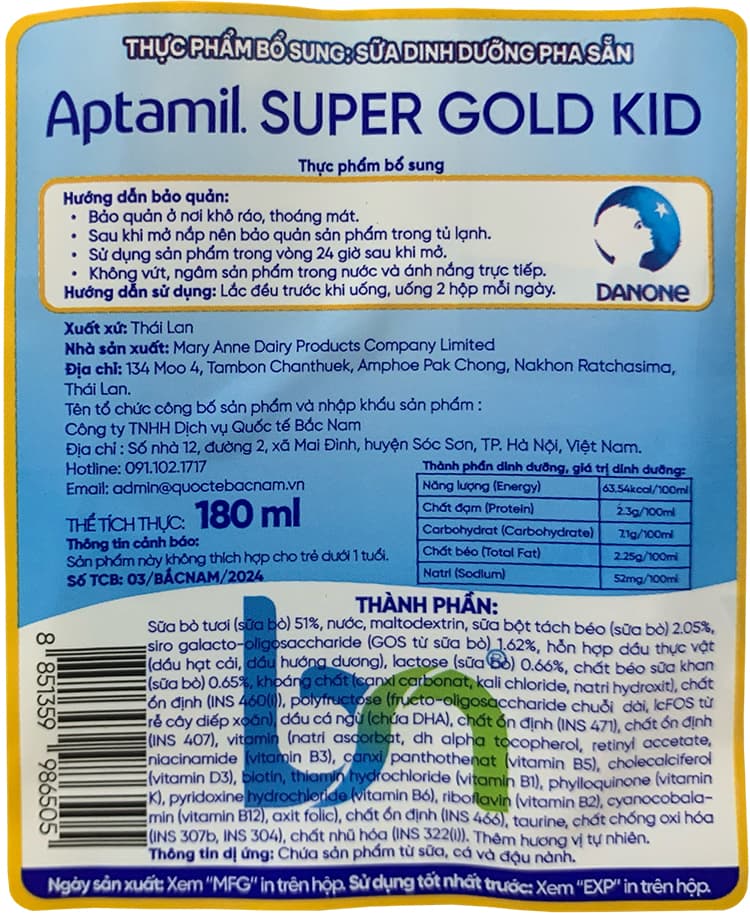 THỰC PHẨM BỔ SUNG: SỮA DINH DƯỠNG PHA SẴN
Aptamil SUPER GOLD KID
Thực phẩm bổ sung
Hướng dẫn bảo quản:
• Bảo quản ở nơi khô ráo, thoáng mát.
• Sau khi mở nắp nên bảo quản sản phẩm trong tủ lạnh.
• Sử dụng sản phẩm trong vòng 24 giờ sau khi mở.
• Không vứt, ngâm sản phẩm trong nước và ánh nắng trực tiếp.
Hướng dẫn sử dụng: Lắc đều trước khi uống, uống 2 hộp mỗi ngày.
DANONE
Xuất xứ: Thái Lan
Nhà sản xuất: Mary Anne Dairy Products Company Limited
Địa chỉ: 134 Moo 4, Tambon Chanthuek, Amphoe Pak Chong, Nakhon Ratchasima,
Thái Lan.
Tên tổ chức công bố sản phẩm và nhập khẩu sản phẩm :
Công ty TNHH Dịch vụ Quốc tế Bắc Nam
Địa chỉ : Số nhà 12, đường 2, xã Mai Đình, huyện Sóc Sơn, TP. Hà Nội, Việt Nam.
Hotline: 091.102.1717
Email: admin@quoctebacnam.vn
THỂ TÍCH THỰC: 180 ml
Thông tin cảnh báo:
Sản phẩm này không thích hợp cho trẻ dưới 1 tuổi.
Số TCB: 03/BẮCNAM/2024
Thành phần dinh dưỡng, giá trị dinh dưỡng:
Năng lượng (Energy) 63.54kcal/100ml
Chất đạm (Protein) 2.3g/100ml
Carbohydrat (Carbohydrate) 7.1g/100ml
Chất béo (Total Fat) 2.25g/100ml
Natri (Sodium) 52mg/100ml
THÀNH PHẦN:
Sữa bò tươi (sữa bò) 51%, nước, maltodextrin, sữa bột tách béo (sữa bò) 2.05%,
siro galacto-oligosaccharide (GOS từ sữa bò) 1.62%, hỗn hợp dầu thực vật
(dầu hạt cải, dầu hướng dương), lactose (sữa bò) 0.66%, chất béo sữa khan
(sữa bò) 0.65%, khoáng chất (canxi carbonat, kali chloride, natri hydroxit), chất
ổn định (INS 460(i)), polyfructose (fructo-oligosaccharide chuỗi dài, lcFOS từ
rễ cây diếp xoăn), dầu cá ngừ (chứa DHA), chất ổn định (INS 471), chất ổn định
(INS 407), vitamin (natri ascorbat, dh alpha tocopherol, retinyl accetate,
niacinamide (vitamin B3), canxi panthothenat (vitamin B5), cholecalciferol
(vitamin D3), biotin, thiamin hydrochloride (vitamin B1), phylloquinone (vitamin
K), pyridoxine hydrochloride (vitamin B6), riboflavin (vitamin B2), cyanocobala-
min (vitamin B12), axit folic), chất ổn định (INS 466), taurine, chất chống oxi hóa
(INS 307b, INS 304), chất nhũ hóa (INS 322(i)). Thêm hương vị tự nhiên.
Thông tin dị ứng: Chứa sản phẩm từ sữa, cá và đậu nành.
8 851359 986505
bn
Ngày sản xuất: Xem "MFG" in trên hộp. Sử dụng tốt nhất trước: Xem "EXP" in trên hộp.